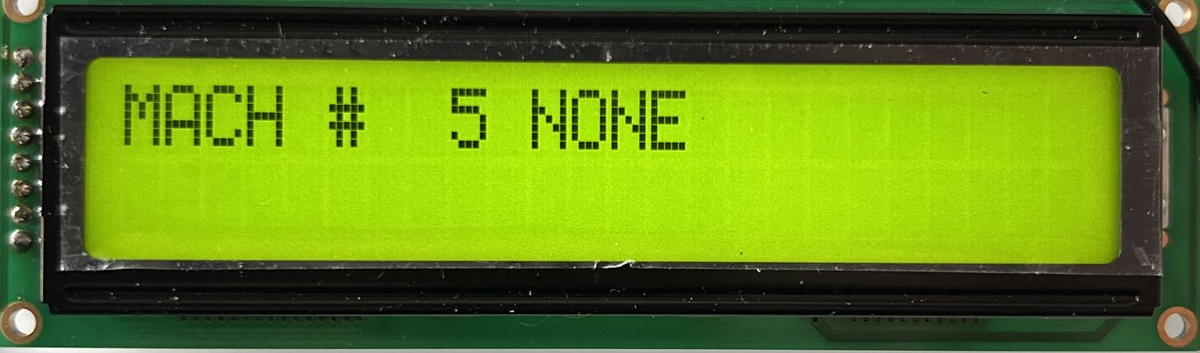 MACH #  5 NONE